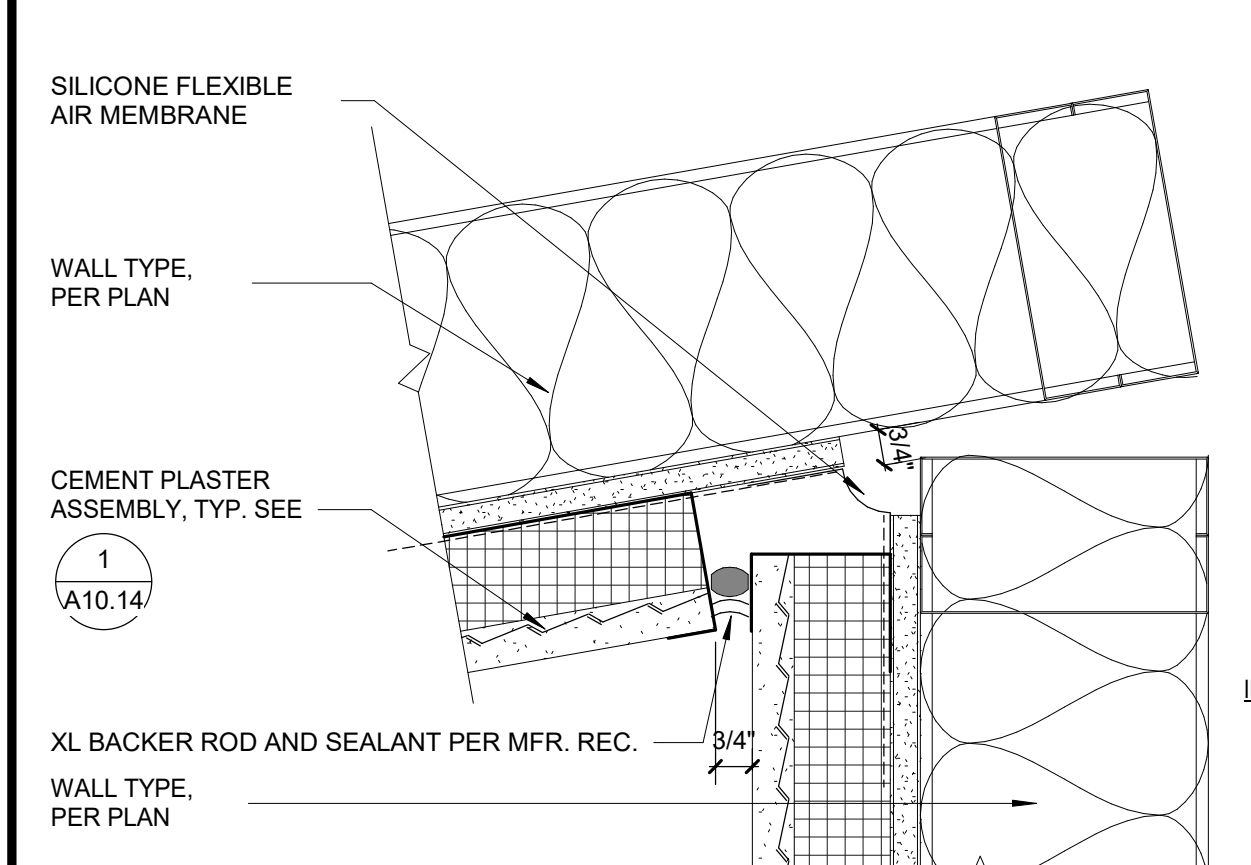 SILICONE FLEXIBLE
AIR MEMBRANE
WALL TYPE,
PER PLAN
3/4"
CEMENT PLASTER
ASSEMBLY, TYP. SEE
1
A10.14
XL BACKER ROD AND SEALANT PER MFR. REC.
3/4"
WALL TYPE,
PER PLAN